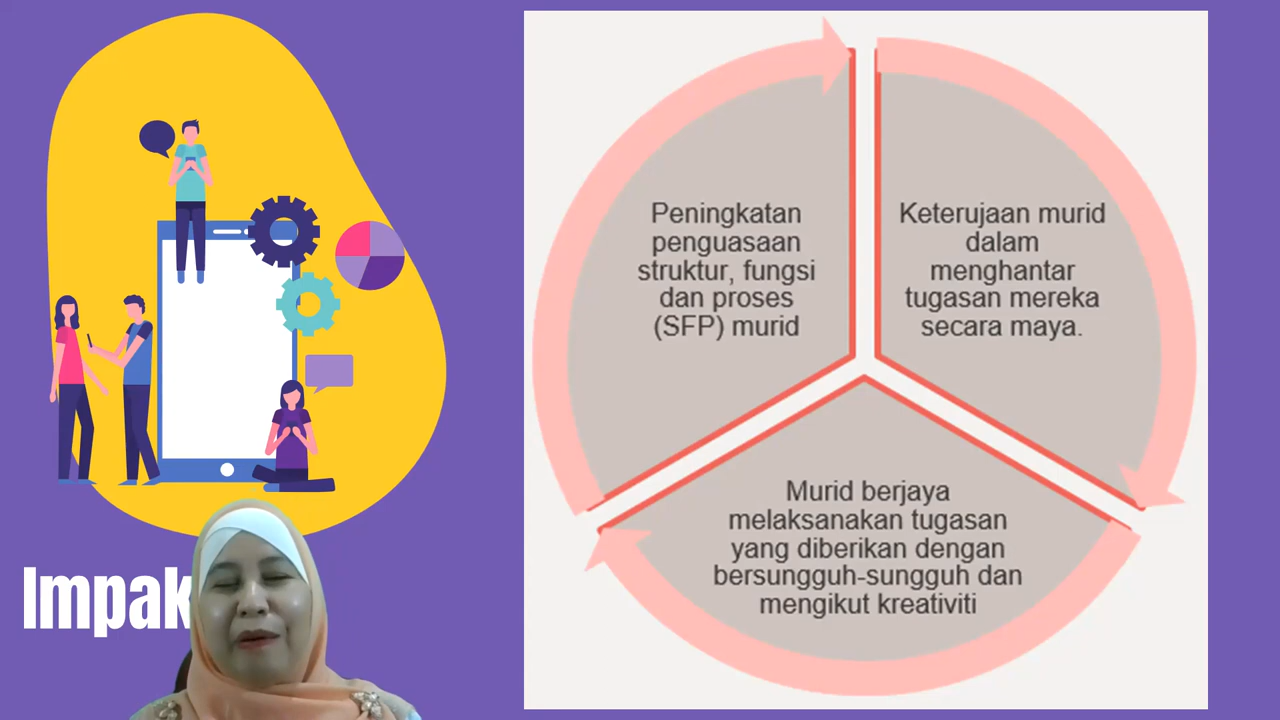 Impak
Peningkatan
penguasaan
struktur, fungsi
dan proses
(SFP) murid
Keterujaan murid
dalam
menghantar
tugasan mereka
secara maya.
Murid berjaya
melaksanakan tugasan
yang diberikan dengan
bersungguh-sungguh dan
mengikut kreativiti